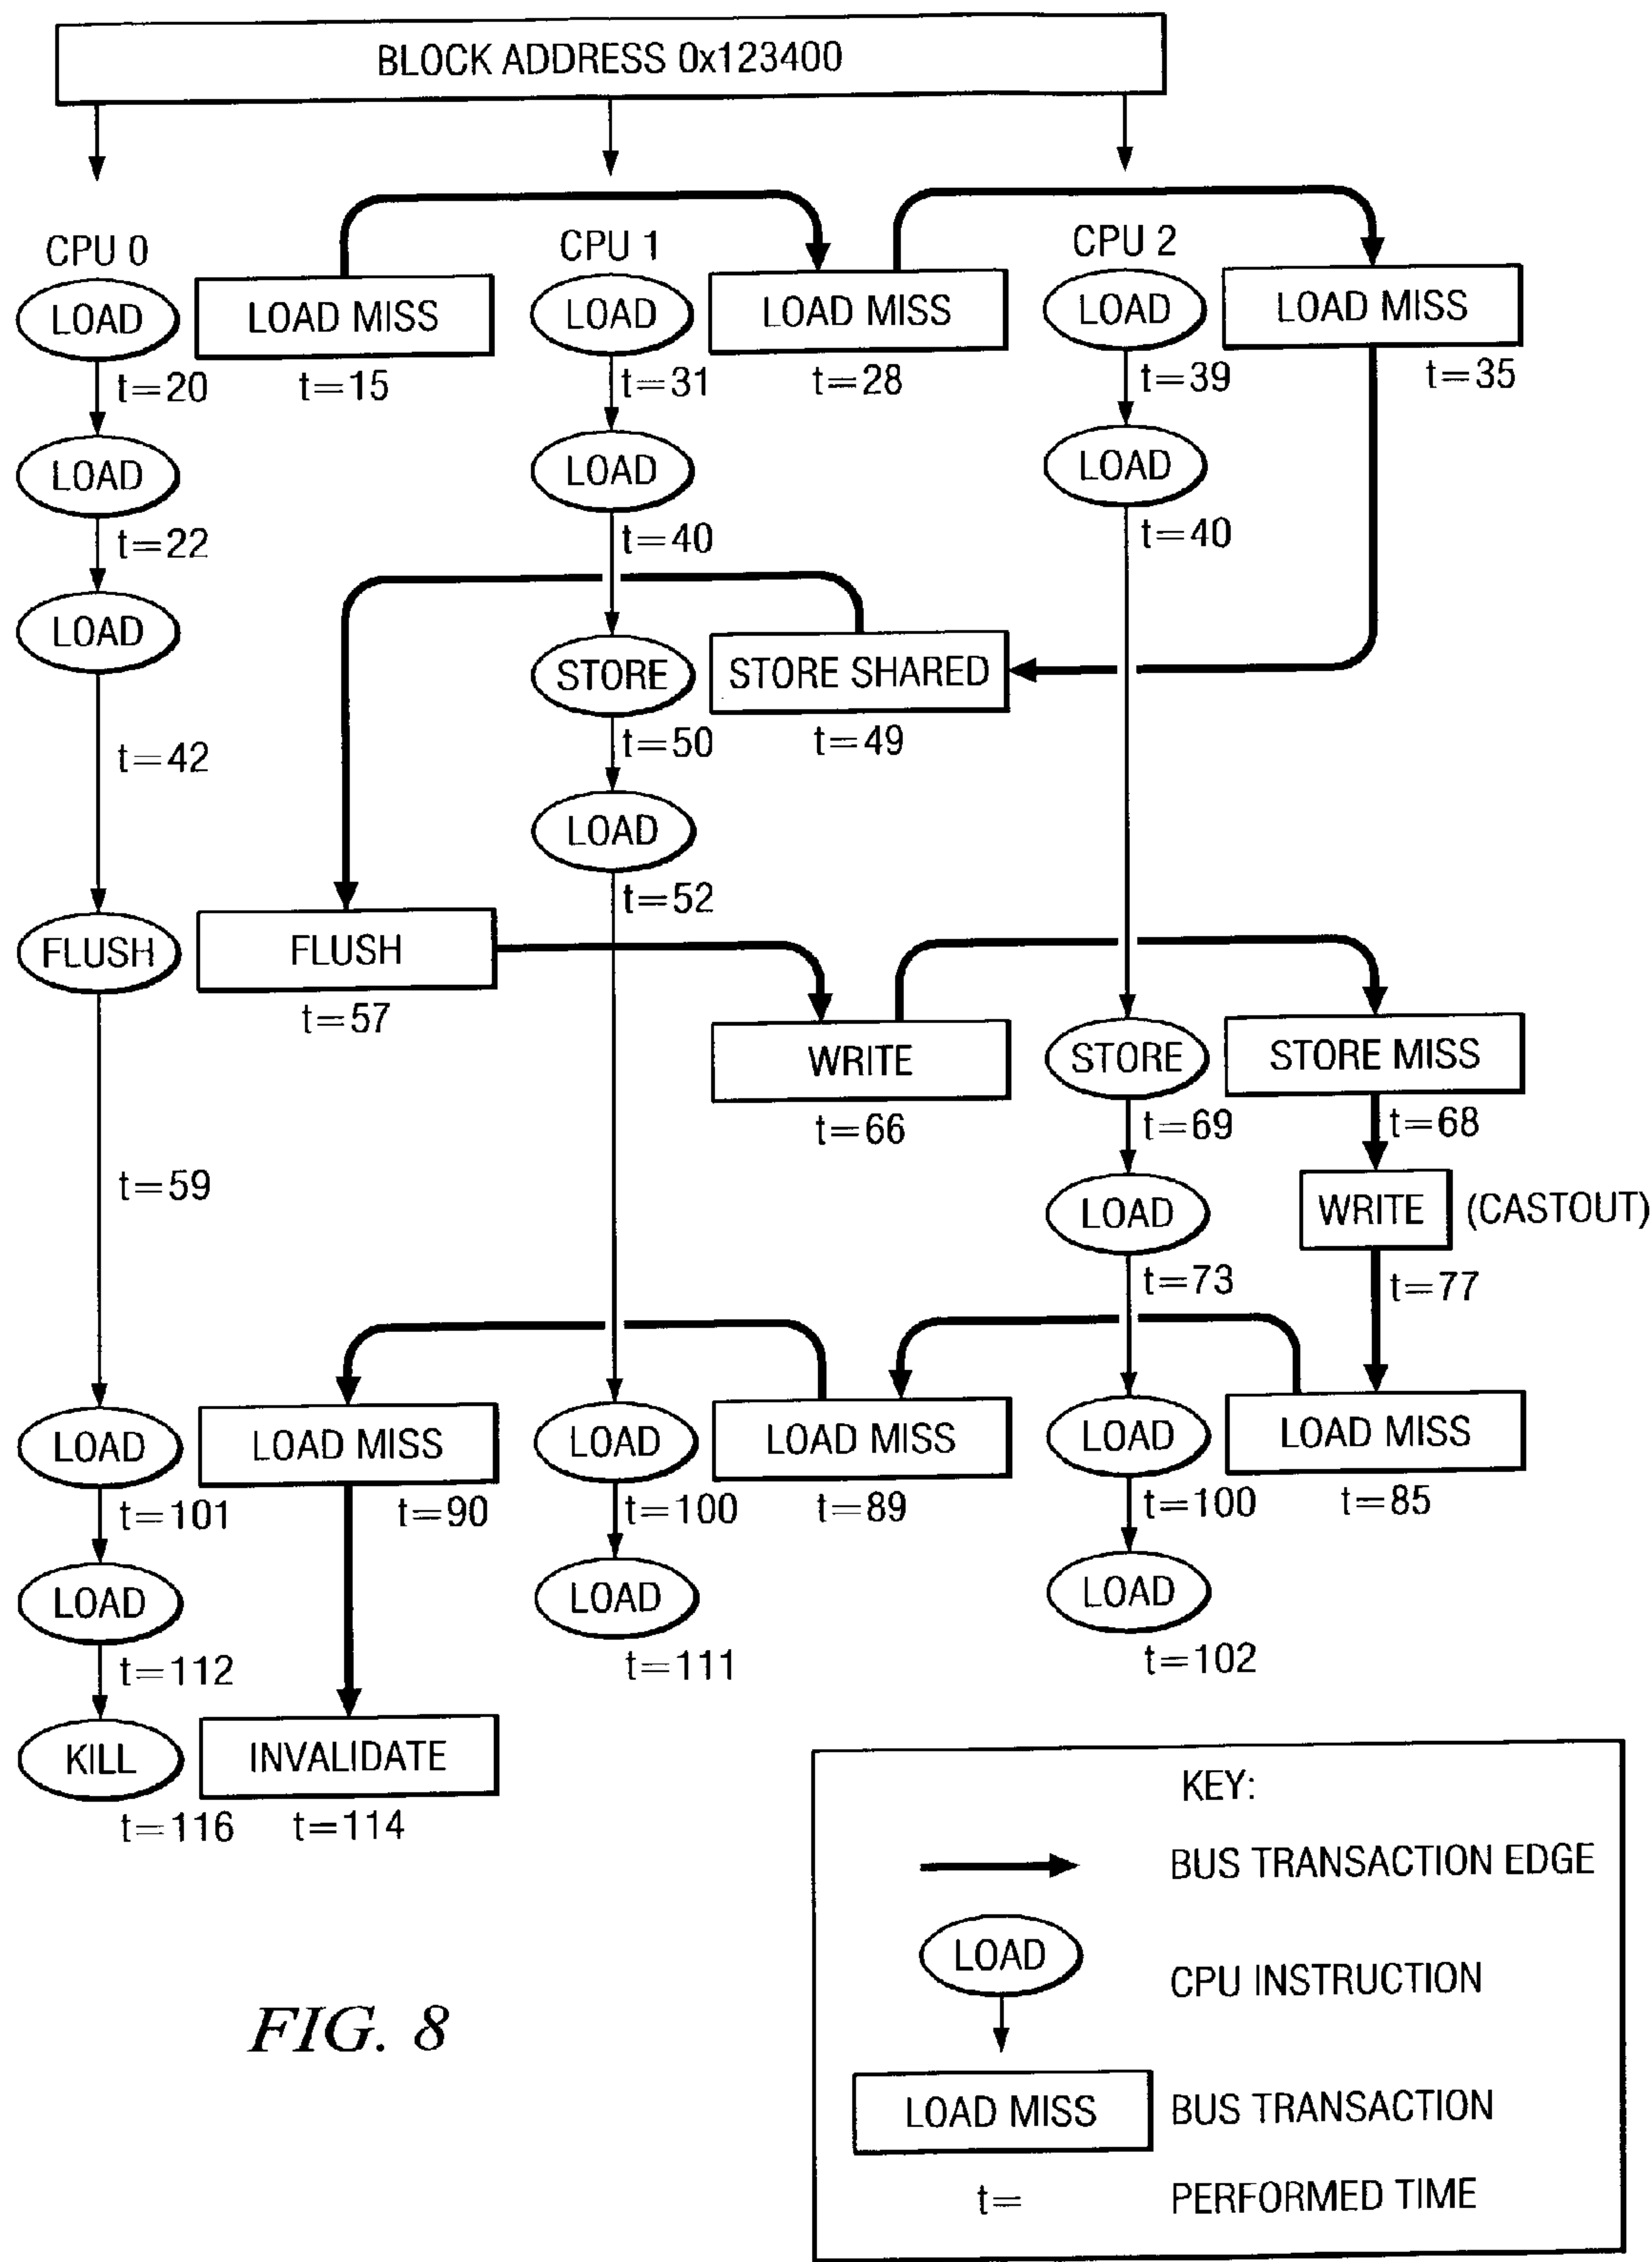 BLOCK ADDRESS 0x123400
CPU 0
CPU 1
CPU 2
LOAD
LOAD MISS
LOAD
LOAD MISS
LOAD
LOAD MISS
t=20
t=15
t=31
t=28
t=39
t=35
LOAD
LOAD
LOAD
t=22
t=40
t=40
LOAD
STORE
STORE SHARED
t=42
t=50
t=49
LOAD
t=52
FLUSH
FLUSH
t=57
WRITE
STORE
STORE MISS
t=66
t=69
t=68
t=59
LOAD
WRITE
(CASTOUT)
t=73
t=77
LOAD
LOAD MISS
LOAD
LOAD MISS
LOAD
LOAD MISS
t=101
t=90
t=100
t=89
t=100
t=85
LOAD
LOAD
LOAD
t=112
t=111
t=102
KILL
INVALIDATE
t=116
t=114
KEY:
BUS TRANSACTION EDGE
LOAD
CPU INSTRUCTION
LOAD MISS
BUS TRANSACTION
t=
PERFORMED TIME
FIG. 8